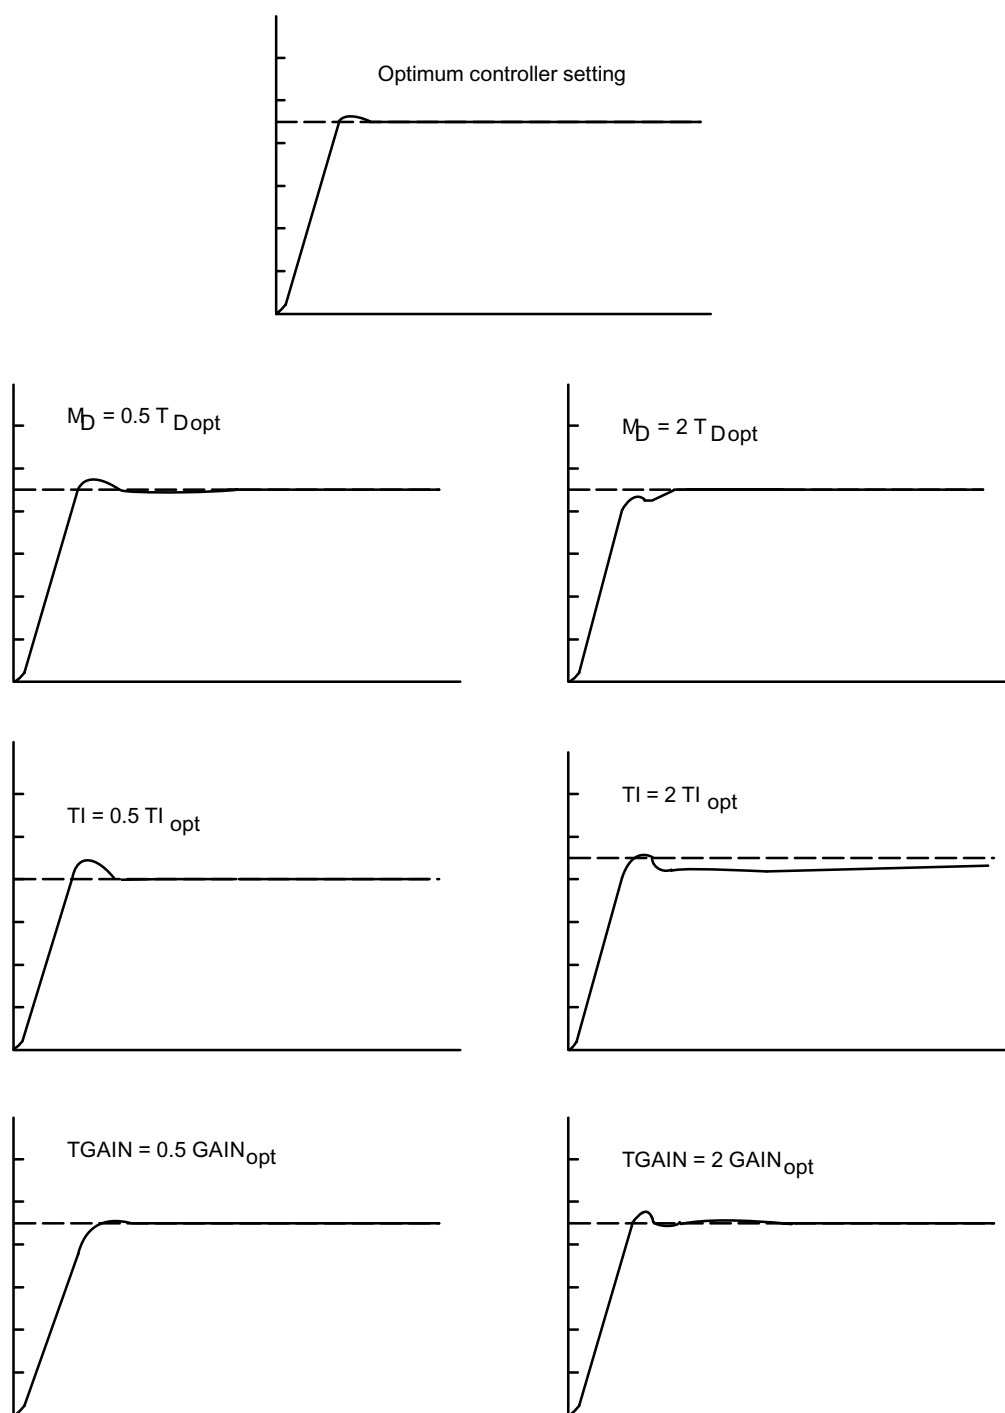 Optimum controller setting
MD = 0.5 T Dopt
MD = 2 T Dopt
TI = 0.5 TI opt
TI = 2 TI opt
TGAIN = 0.5 GAINopt
TGAIN = 2 GAINopt